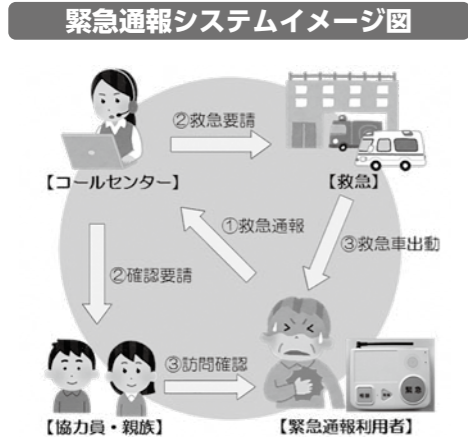 緊急通報システムイメージ図
②救急要請
【コールセンター】
【救急】
①救急通報
③救急車出動
②確認要請
③訪問確認
緊急
【協力員・親族】
【緊急通報利用者】